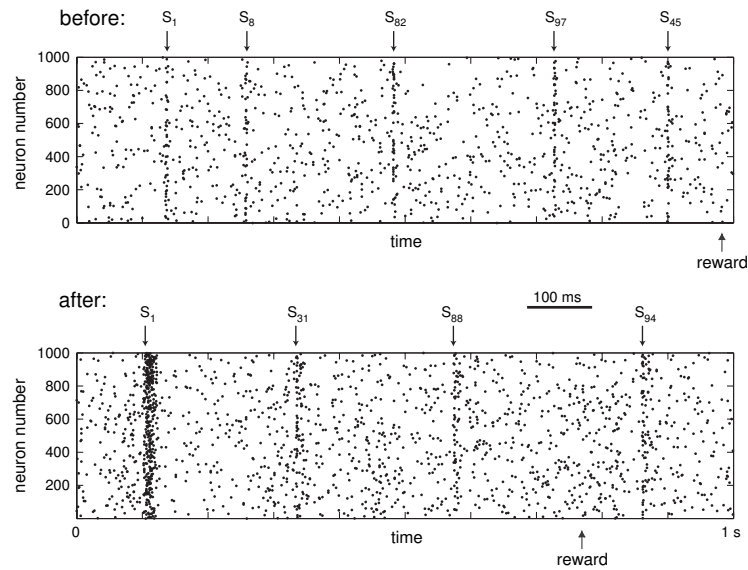 before:
S₁ S₈ S₈₂ S₉₇ S₄₅
1000
800
600
400
200
0
neuron number
time
reward
after:
100 ms
S₁ S₃₁ S₈₈ S₉₄
1000
800
600
400
200
neuron number
0 time 1 s
reward